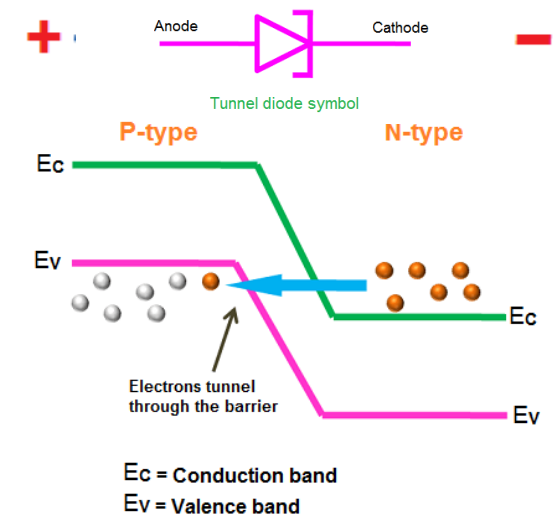 Anode
Cathode
Tunnel diode symbol
P-type
N-type
Ec
Ev
Ec
Electrons tunnel
through the barrier
Ev
Ec = Conduction band
Ev = Valence band